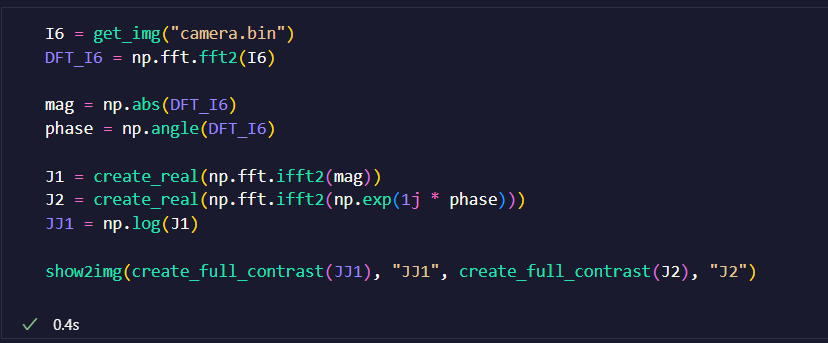 I6 = get_img("camera.bin")
DFT_I6 = np.fft.fft2(I6)
mag = np.abs(DFT_I6)
phase = np.angle(DFT_I6)
J1 = create_real(np.fft.ifft2(mag))
J2 = create_real(np.fft.ifft2(np.exp(1j * phase)))
JJ1 = np.log(J1)
show2img(create_full_contrast(JJ1), "JJ1", create_full_contrast(J2), "J2")
0.4s